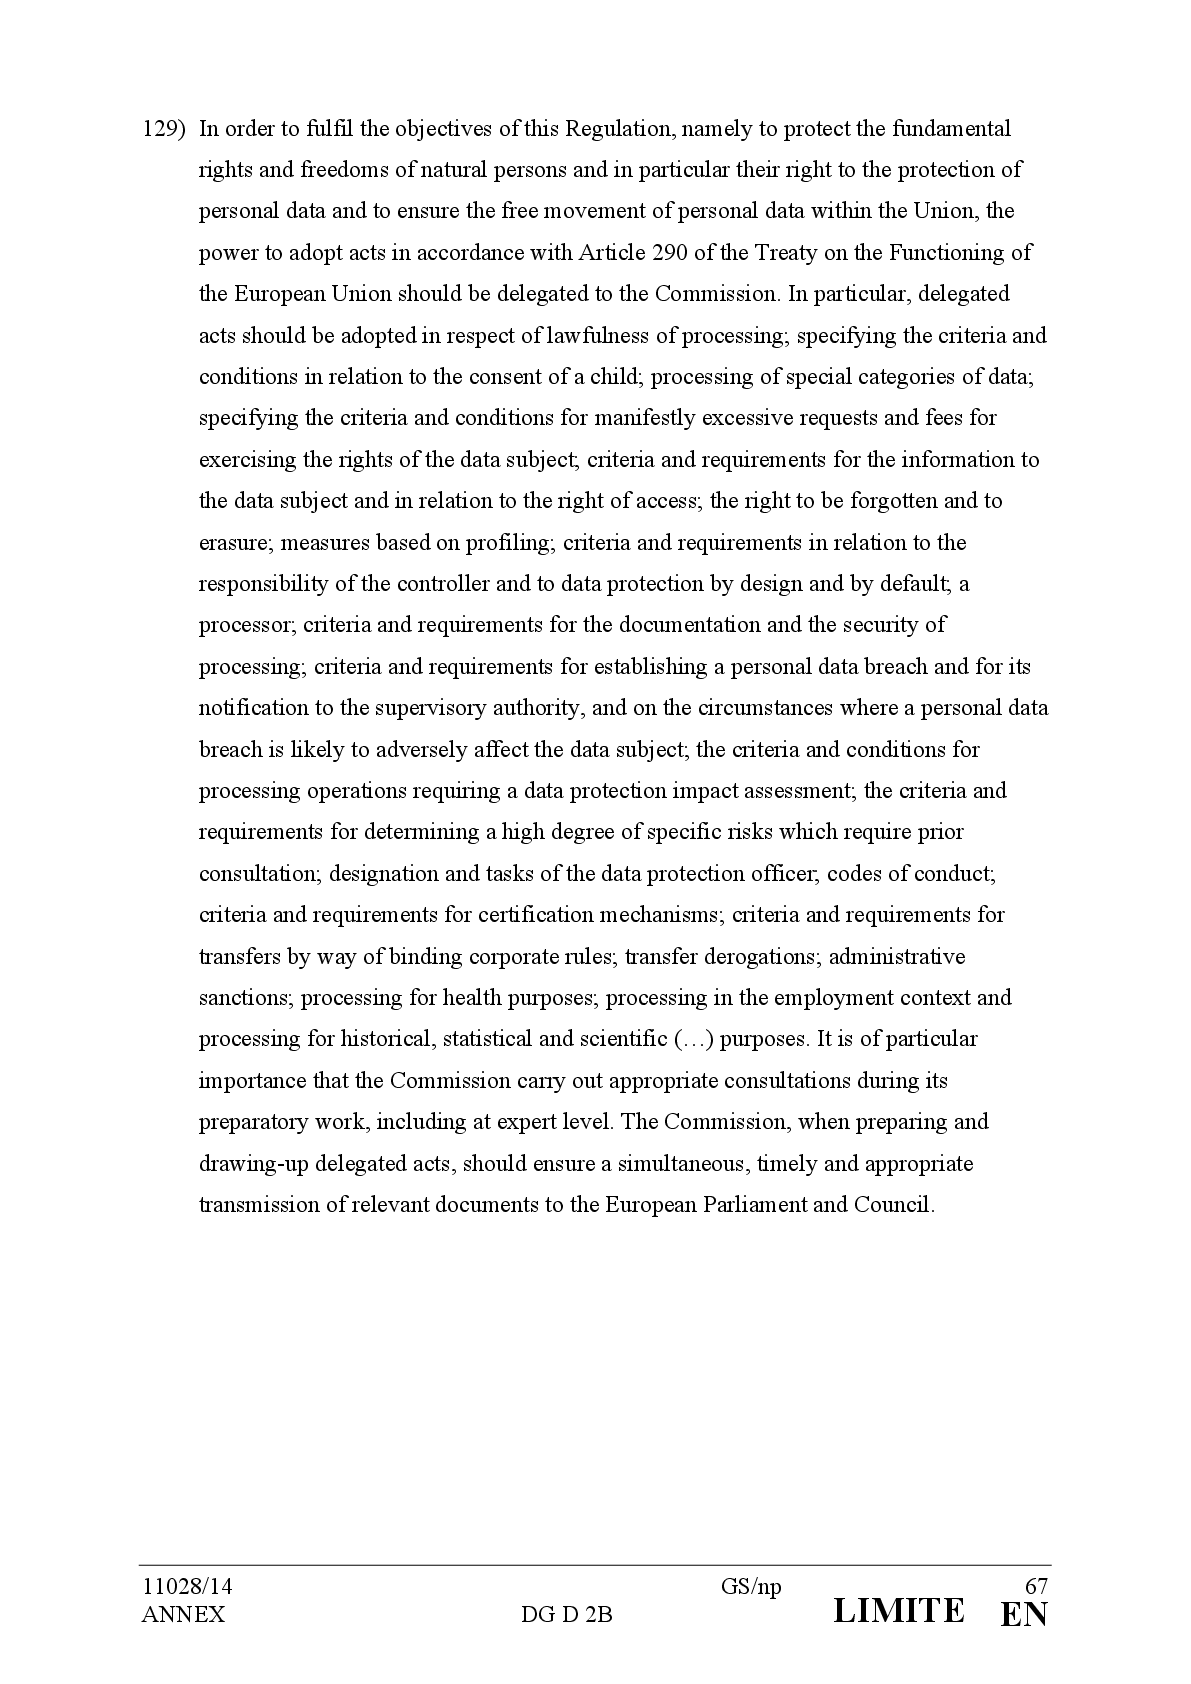 129) In order to fulfil the objectives of this Regulation, namely to protect the fundamental
rights and freedoms of natural persons and in particular their right to the protection of
personal data and to ensure the free movement of personal data within the Union, the
power to adopt acts in accordance with Article 290 of the Treaty on the Functioning of
the European Union should be delegated to the Commission. In particular, delegated
acts should be adopted in respect of lawfulness of processing; specifying the criteria and
conditions in relation to the consent of a child; processing of special categories of data;
specifying the criteria and conditions for manifestly excessive requests and fees for
exercising the rights of the data subject; criteria and requirements for the information to
the data subject and in relation to the right of access; the right to be forgotten and to
erasure; measures based on profiling; criteria and requirements in relation to the
responsibility of the controller and to data protection by design and by default; a
processor; criteria and requirements for the documentation and the security of
processing; criteria and requirements for establishing a personal data breach and for its
notification to the supervisory authority, and on the circumstances where a personal data
breach is likely to adversely affect the data subject; the criteria and conditions for
processing operations requiring a data protection impact assessment; the criteria and
requirements for determining a high degree of specific risks which require prior
consultation; designation and tasks of the data protection officer; codes of conduct;
criteria and requirements for certification mechanisms; criteria and requirements for
transfers by way of binding corporate rules; transfer derogations; administrative
sanctions; processing for health purposes; processing in the employment context and
processing for historical, statistical and scientific (…) purposes. It is of particular
importance that the Commission carry out appropriate consultations during its
preparatory work, including at expert level. The Commission, when preparing and
drawing-up delegated acts, should ensure a simultaneous, timely and appropriate
transmission of relevant documents to the European Parliament and Council.
11028/14 GS/np 67
ANNEX DG D 2B LIMITE EN